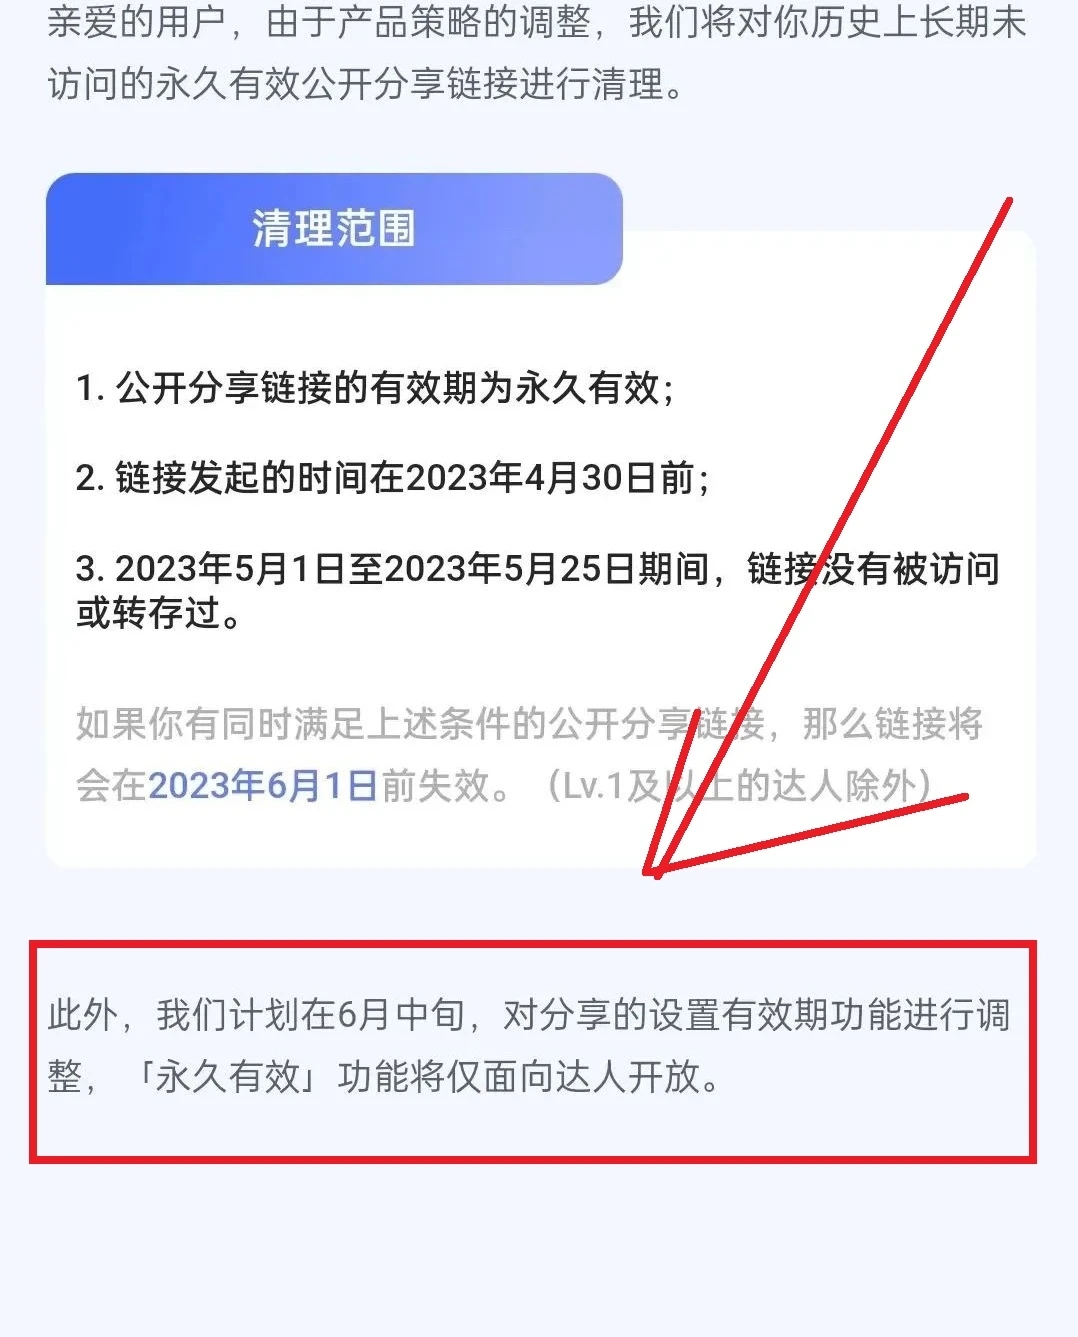 亲爱的用户，由于产品策略的调整，我们将对你历史上长期未
访问的永久有效公开分享链接进行清理。
清理范围
1. 公开分享链接的有效期为永久有效；
2. 链接发起的时间在2023年4月30日前；
3. 2023年5月1日至2023年5月25日期间，链接没有被访问
或转存过。
如果你有同时满足上述条件的公开分享链接，那么链接将
会在2023年6月1日前失效。（Lv.1及以上的达人除外）
此外，我们计划在6月中旬，对分享的设置有效期功能进行调
整，「永久有效」功能将仅面向达人开放。